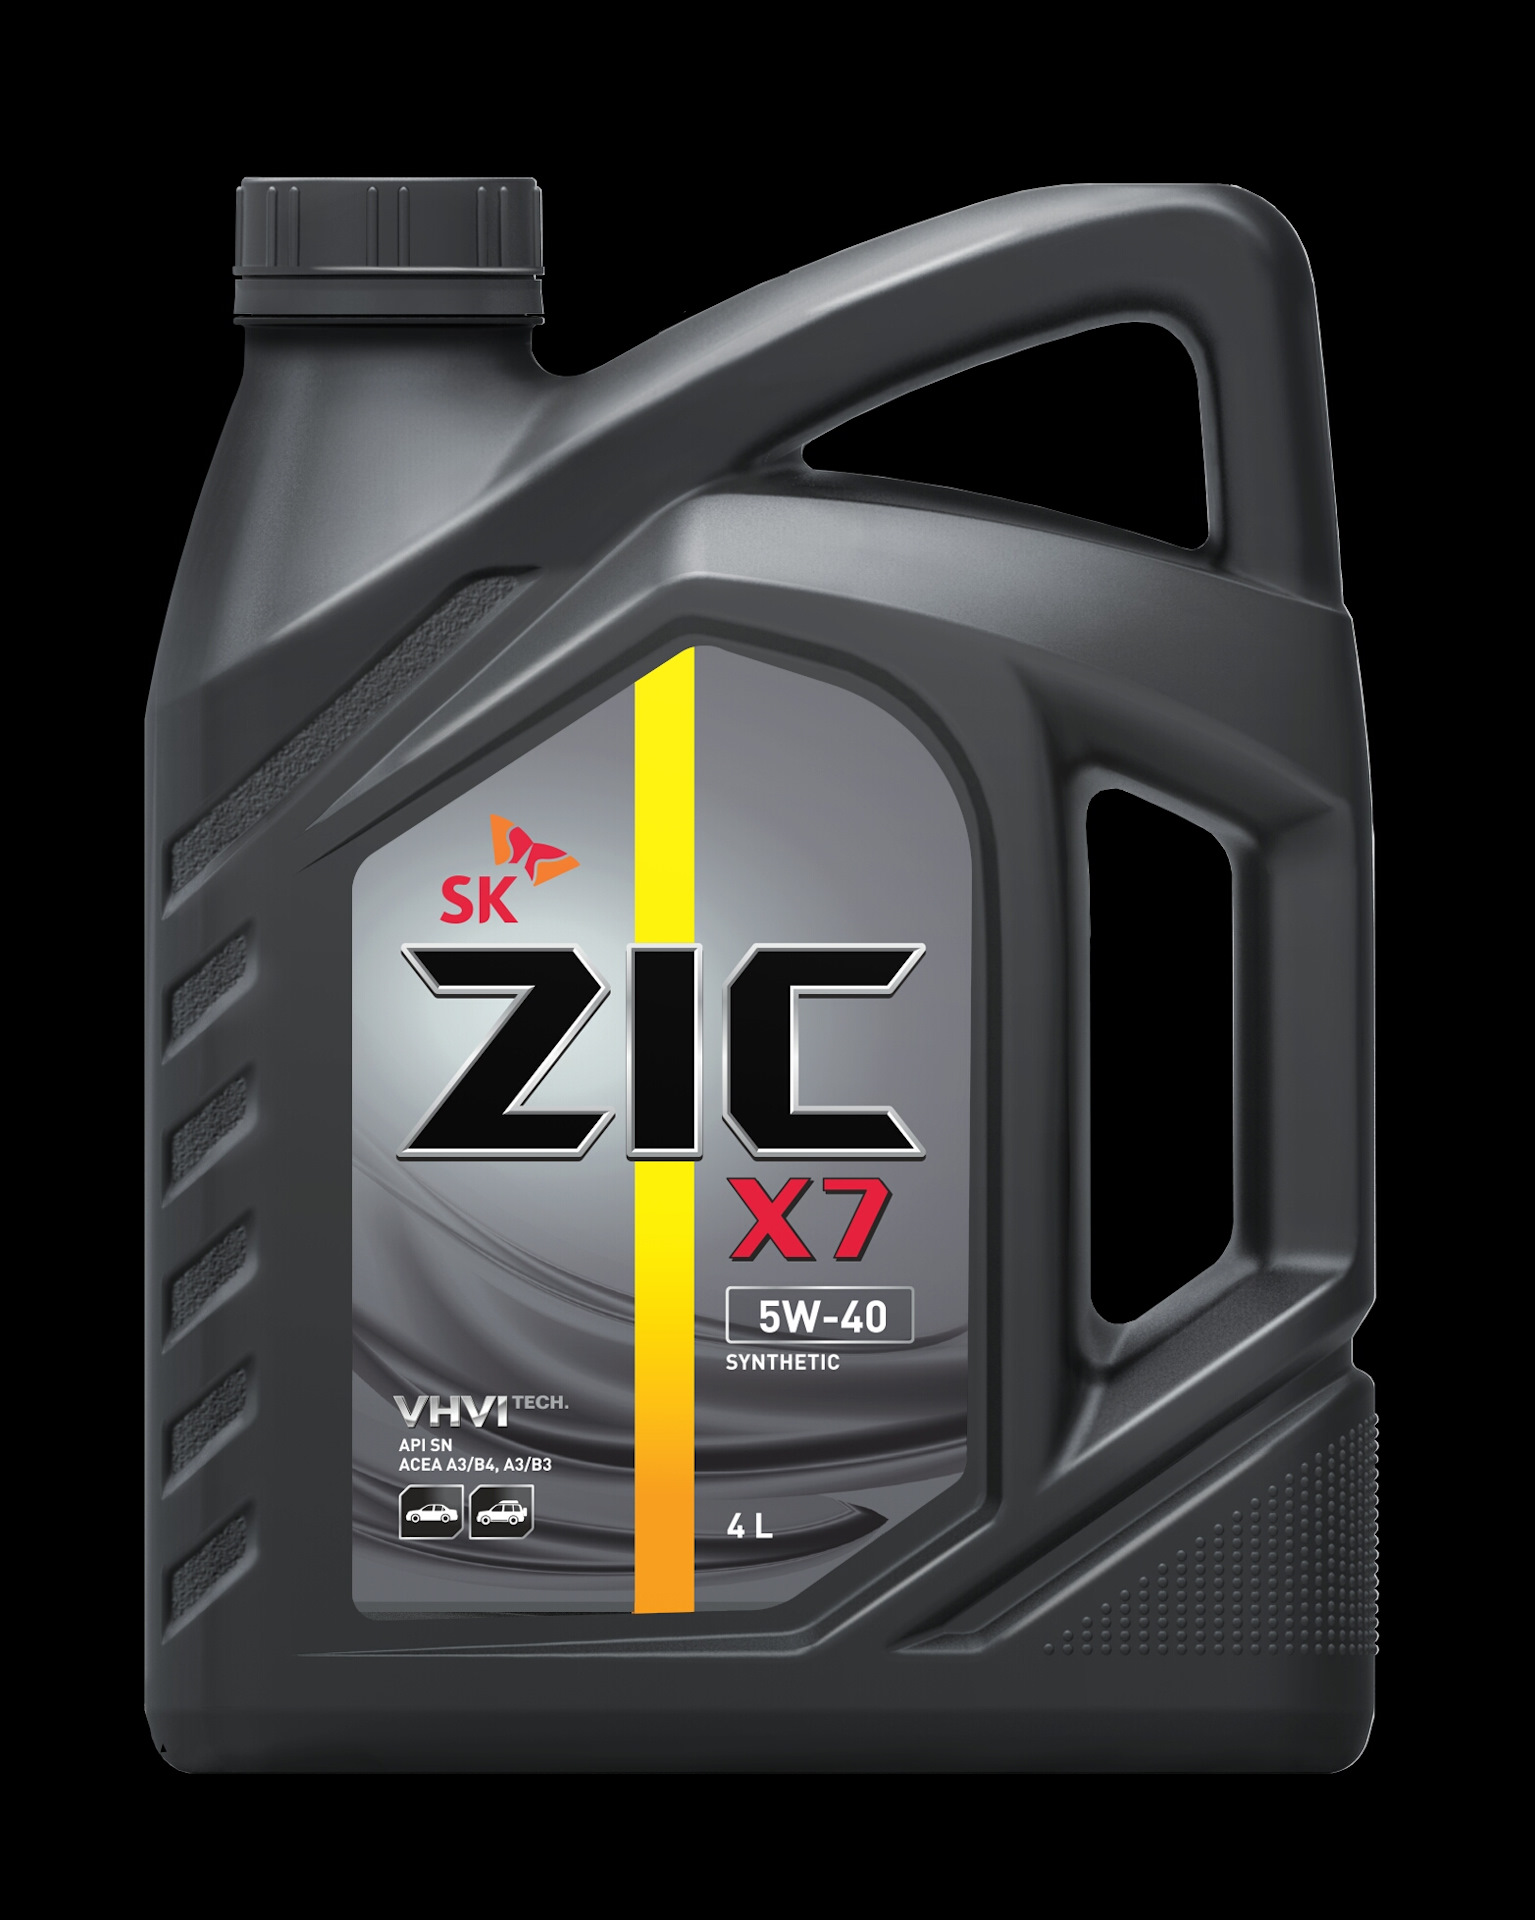 SK
ZIC
X7
5W-40
SYNTHETIC
VHVI TECH.
API SN
ACEA A3/B4, A3/B3
4 L